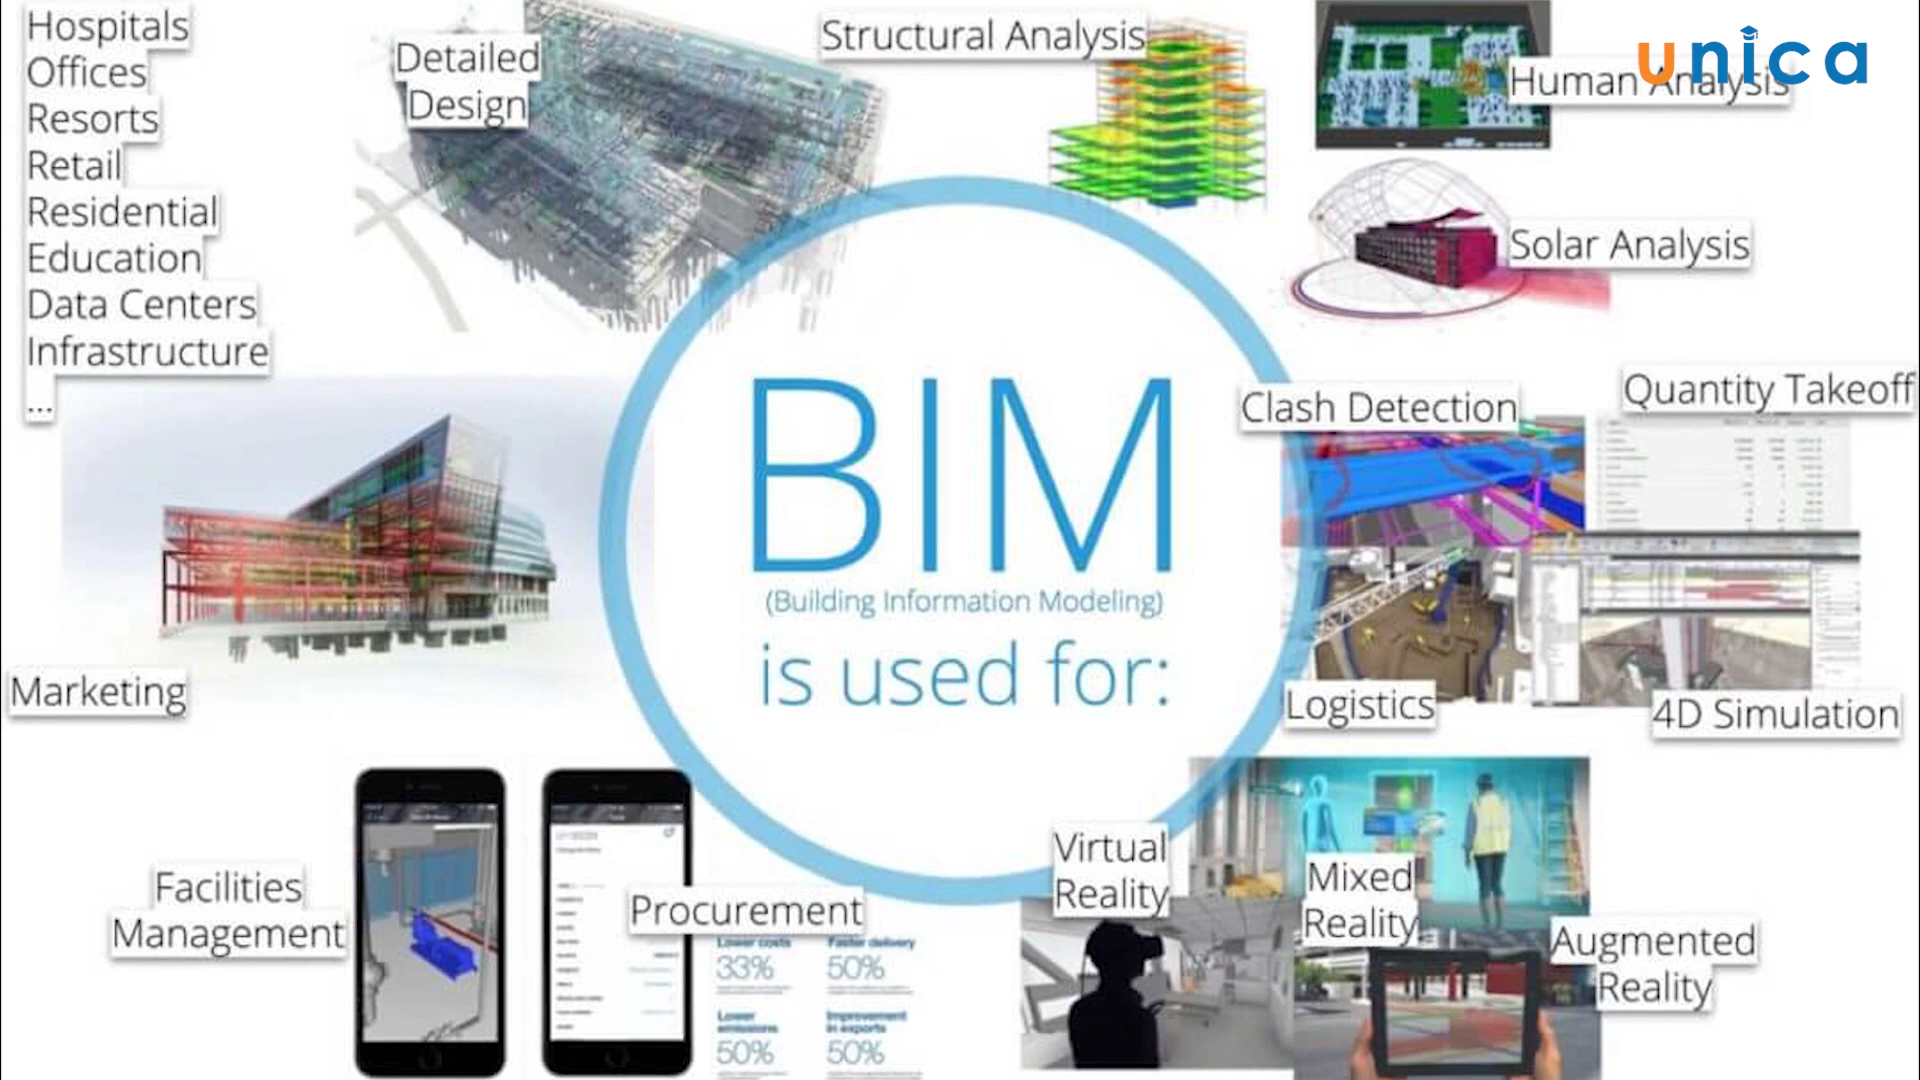 Hospitals
Offices
Resorts
Retail
Residential
Education
Data Centers
Infrastructure
...
Detailed
Design
Structural Analysis
unica
Human Analysis
Solar Analysis
BIM
(Building Information Modeling)
is used for:
Clash Detection
Quantity Takeoff
Logistics
4D Simulation
Marketing
Facilities
Management
Procurement
Lower costs
33%
Faster delivery
50%
Lower
emissions
50%
Improvement
in exports
50%
Virtual
Reality
Mixed
Reality
Augmented
Reality